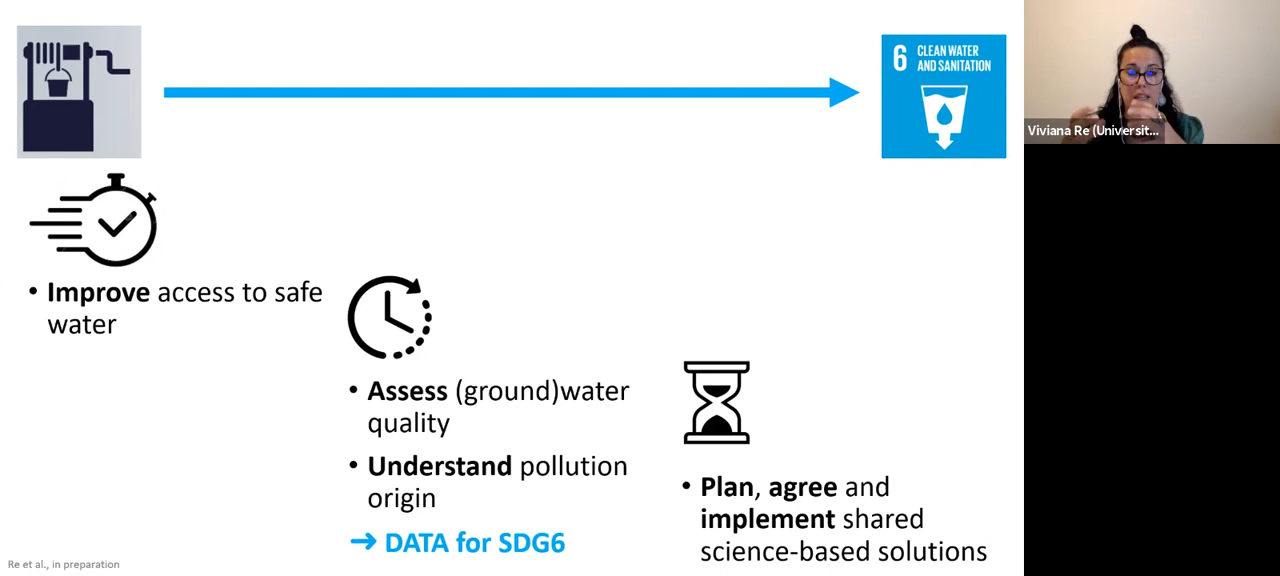 6 CLEAN WATER
AND SANITATION
Viviana Re (Universit...
• Improve access to safe
water
• Assess (ground)water
quality
• Understand pollution
origin
➔ DATA for SDG6
• Plan, agree and
implement shared
science-based solutions
Re et al., in preparation